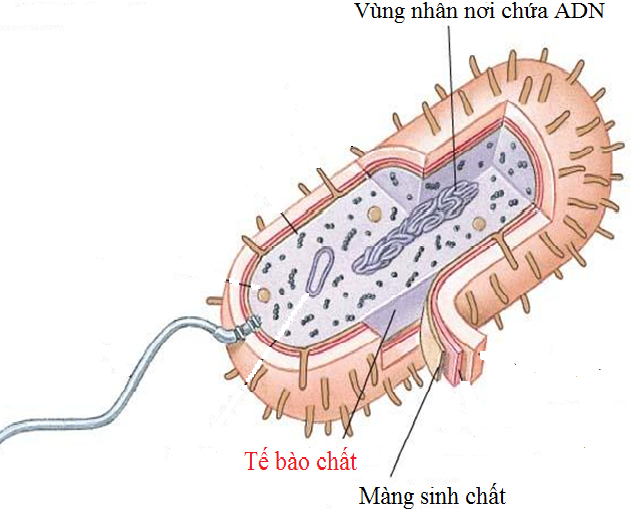 Vùng nhân nơi chứa ADN
Tế bào chất
Màng sinh chất